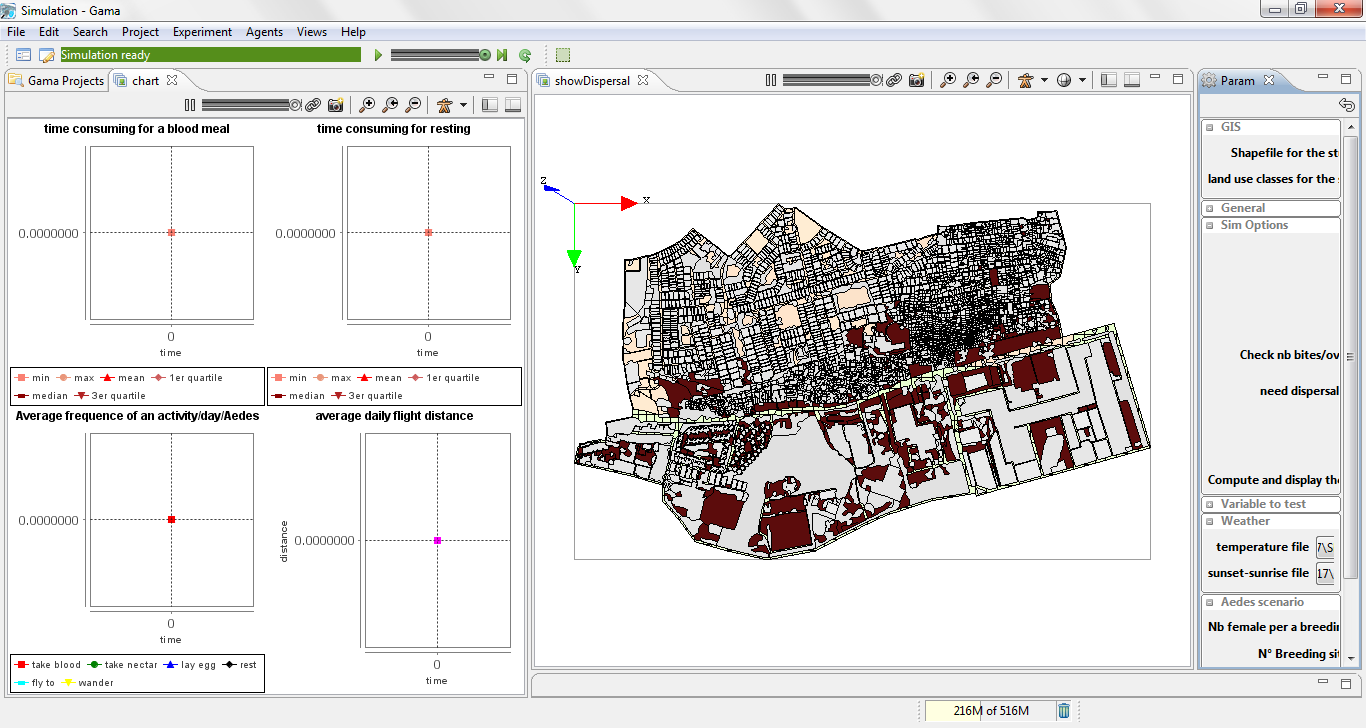 Simulation - Gama
File Edit Search Project Experiment Agents Views Help
Simulation ready
Gama Projects chart
showDispersal
Param
time consuming for a blood meal
0.0000000
0
time
min max mean 1er quartile
median 3er quartile
time consuming for resting
0.0000000
0
time
min max mean 1er quartile
median 3er quartile
Average frequence of an activity/day/Aedes
0.0000000
0
time
take blood take nectar lay egg rest
fly to wander
average daily flight distance
distance
0.0000000
0
time
Z
X
Y
GIS
Shapefile for the st
land use classes for the
General
Sim Options
Check nb bites/ov
need dispersal
Compute and display the
Variable to test
Weather
temperature file 7\S
sunset-sunrise file 17\
Aedes scenario
Nb female per a breedin
N° Breeding sit
216M of 516M